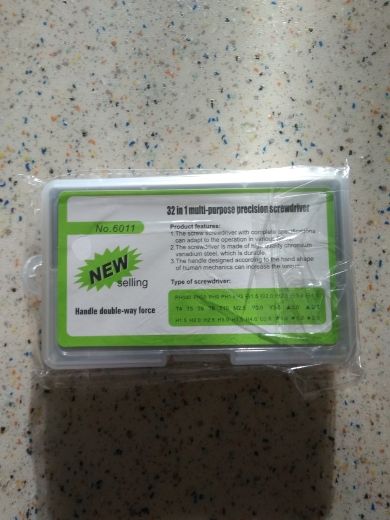 32 in 1 multi-purpose precision screwdriver
No.6011
Product features:
1.The screw screwdriver with complete specifications
can adapt to the operation in various
2.The screwdriver is made of high quality chromium
vanadium steel, which is durable.
3.The handle designed according to the hand shape
of human mechanics can increase the torque.
NEW
selling
Type of screwdriver:
Handle double-way force